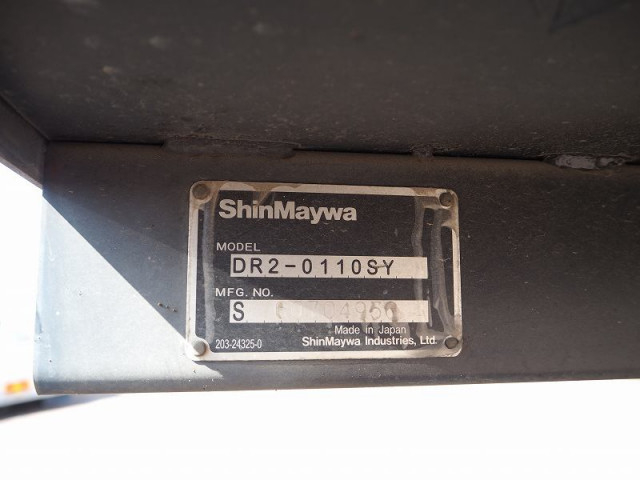 ShinMaywa
MODEL
DR2-0110SY
MFG. NO.
S
Made in Japan
203-24325-0 ShinMaywa Industries, Ltd.